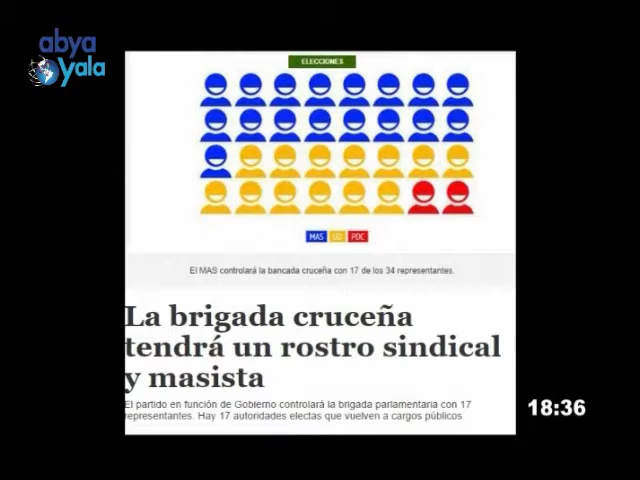 abya
yala
ELECCIONES
MAS UD PDC
El MAS controlará la bancada cruceña con 17 de los 34 representantes.
La brigada cruceña
tendrá un rostro sindical
y masista
El partido en función de Gobierno controlará la brigada parlamentaria con 17
representantes. Hay 17 autoridades electas que vuelven a cargos públicos
18:36